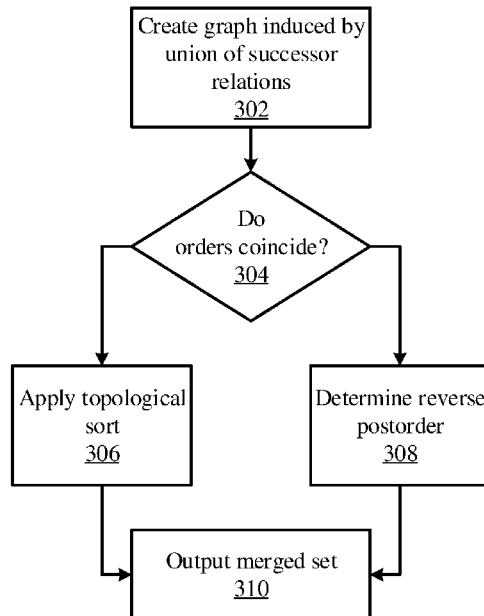 Create graph induced by
union of successor
relations
302
Do
orders coincide?
304
Apply topological
sort
306
Determine reverse
postorder
308
Output merged set
310